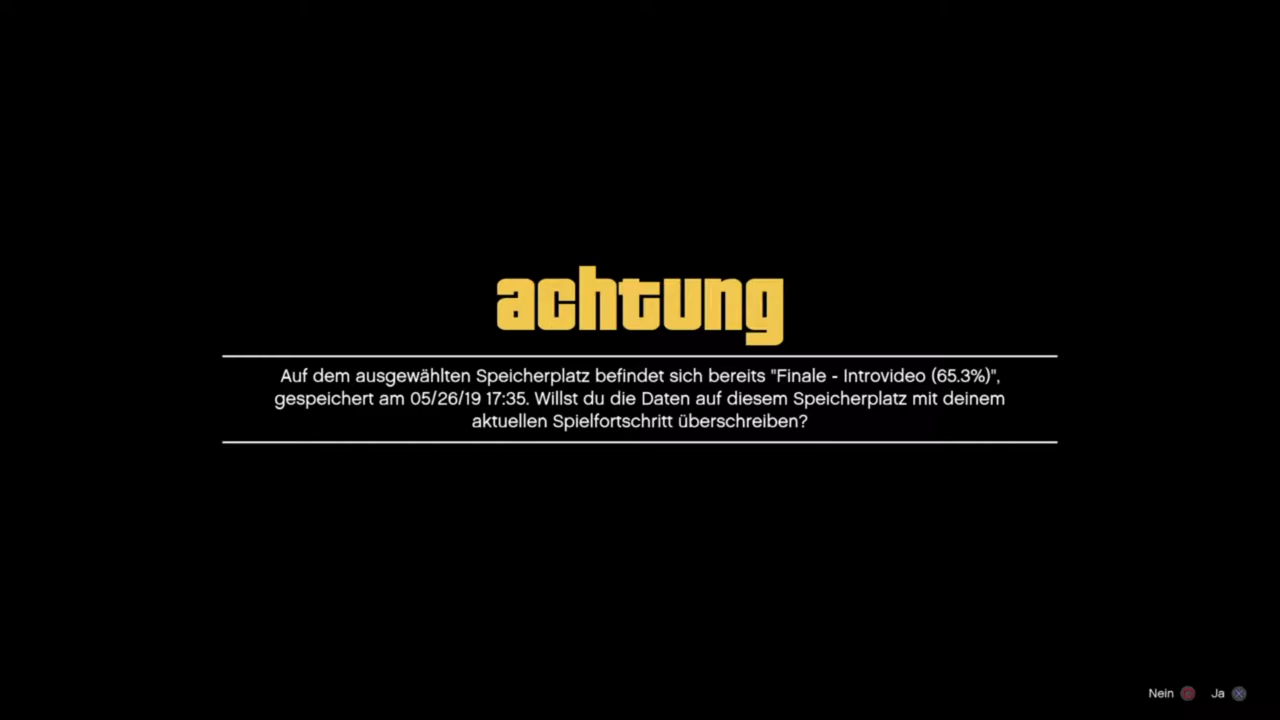 achtung
Auf dem ausgewählten Speicherplatz befindet sich bereits "Finale - Introvideo (65.3%)",
gespeichert am 05/26/19 17:35. Willst du die Daten auf diesem Speicherplatz mit deinem
aktuellen Spielfortschritt überschreiben?
Nein Ja